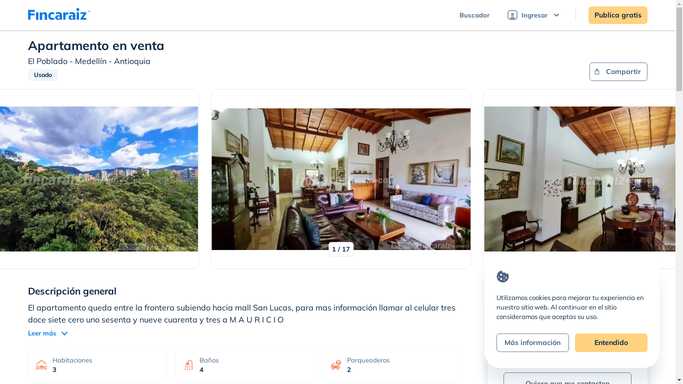 Fincaraiz
Buscador
Ingresar
Publica gratis
Apartamento en venta
El Poblado - Medellín - Antioquia
Usado
Compartir
1 / 17
Descripción general
El apartamento queda entre la frontera subiendo hacia mall San Lucas, para mas información llamar al celular tres
doce siete cero uno sesenta y nueve cuarenta y tres a M A U R I C I O
Leer más
Habitaciones
3
Baños
4
Parqueaderos
2
Utilizamos cookies para mejorar tu experiencia en
nuestro sitio web. Al continuar en el sitio
consideramos que aceptas su uso.
Más información
Entendido
Quiero que me contacten